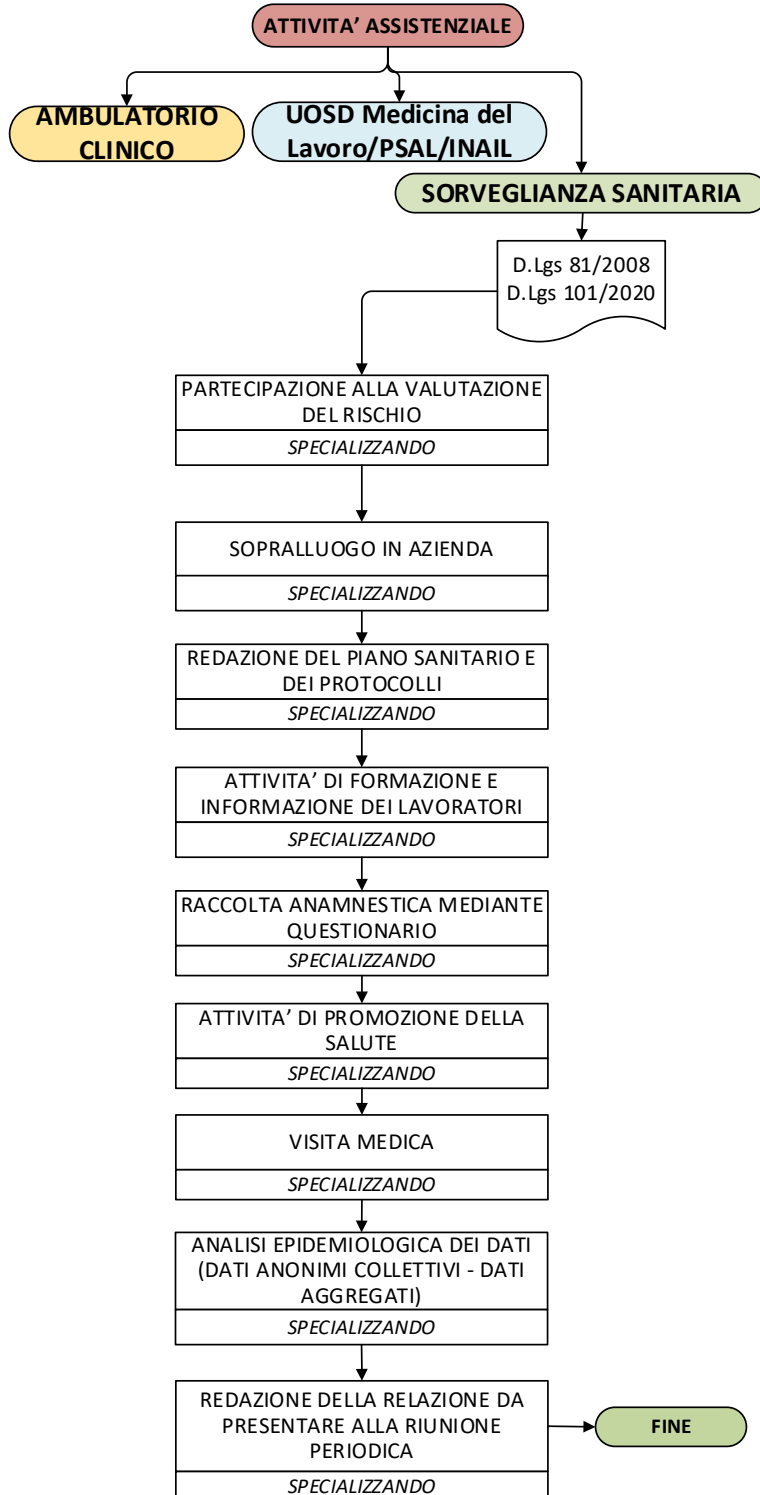 ATTIVITA’ ASSISTENZIALE
AMBULATORIO
CLINICO
UOSD Medicina del
Lavoro/PSAL/INAIL
SORVEGLIANZA SANITARIA
D.Lgs 81/2008
D.Lgs 101/2020
PARTECIPAZIONE ALLA VALUTAZIONE
DEL RISCHIO
SPECIALIZZANDO
SOPRALLUOGO IN AZIENDA
SPECIALIZZANDO
REDAZIONE DEL PIANO SANITARIO E
DEI PROTOCOLLI
SPECIALIZZANDO
ATTIVITA’ DI FORMAZIONE E
INFORMAZIONE DEI LAVORATORI
SPECIALIZZANDO
RACCOLTA ANAMNESTICA MEDIANTE
QUESTIONARIO
SPECIALIZZANDO
ATTIVITA’ DI PROMOZIONE DELLA
SALUTE
SPECIALIZZANDO
VISITA MEDICA
SPECIALIZZANDO
ANALISI EPIDEMIOLOGICA DEI DATI
(DATI ANONIMI COLLETTIVI - DATI
AGGREGATI)
SPECIALIZZANDO
REDAZIONE DELLA RELAZIONE DA
PRESENTARE ALLA RIUNIONE
PERIODICA
SPECIALIZZANDO
FINE